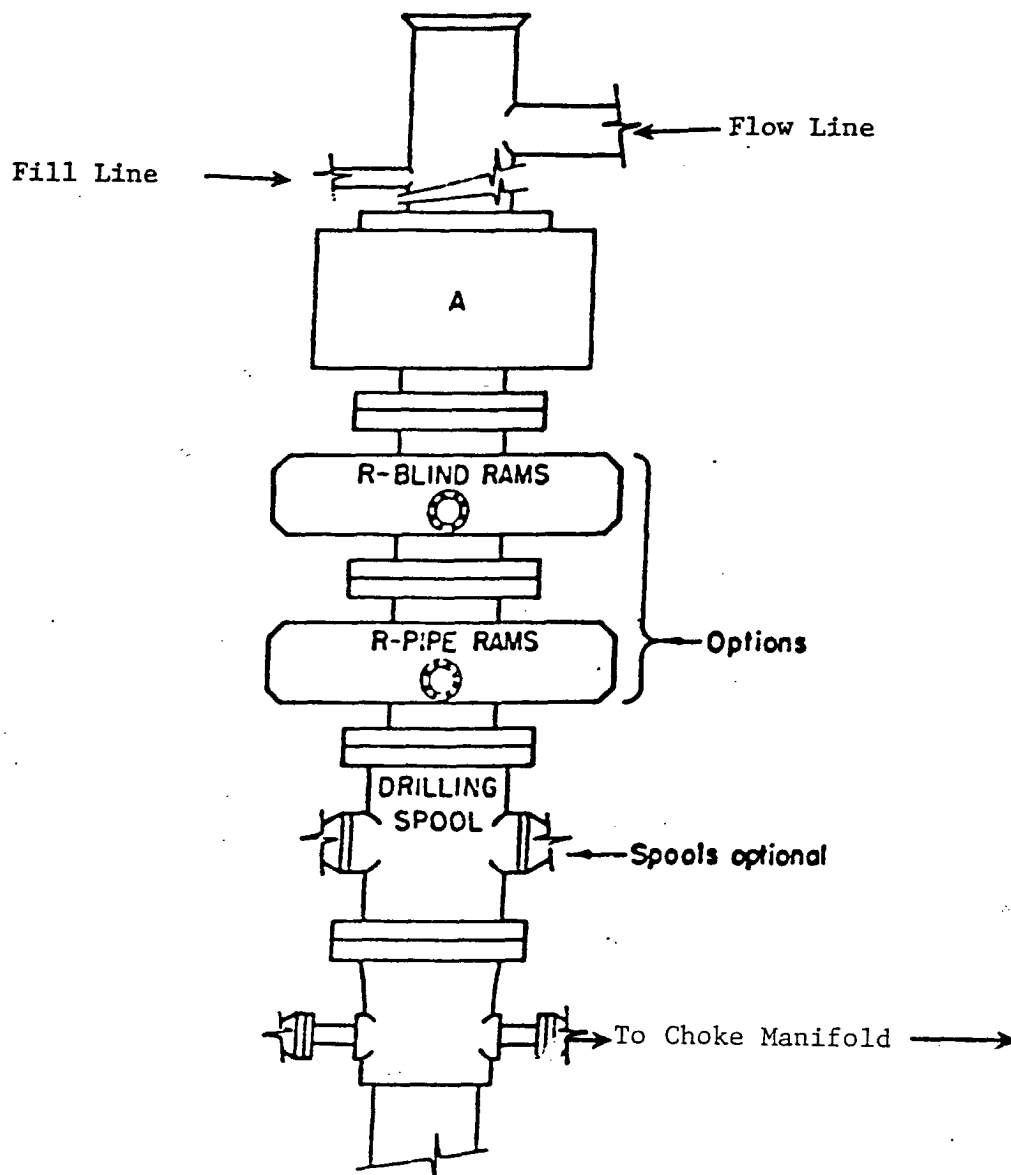 Flow Line
Fill Line
A
R-BLIND RAMS
R-PIPE RAMS
Options
DRILLING
SPOOL
Spools optional
To Choke Manifold